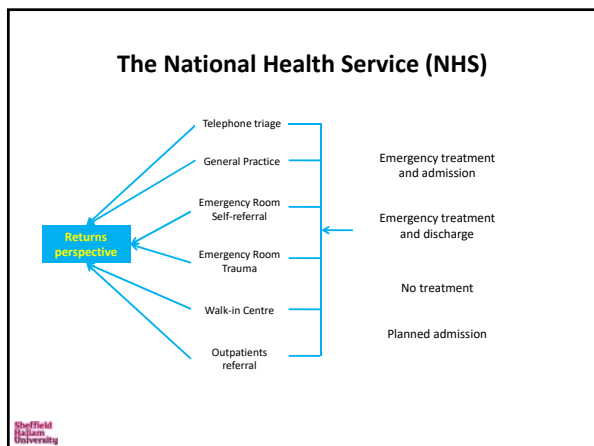 The National Health Service (NHS)
Telephone triage
General Practice
Emergency Room
Self-referral
Emergency Room
Trauma
Walk-in Centre
Outpatients
referral
Returns
perspective
Emergency treatment
and admission
Emergency treatment
and discharge
No treatment
Planned admission
Sheffield
Hallam
University